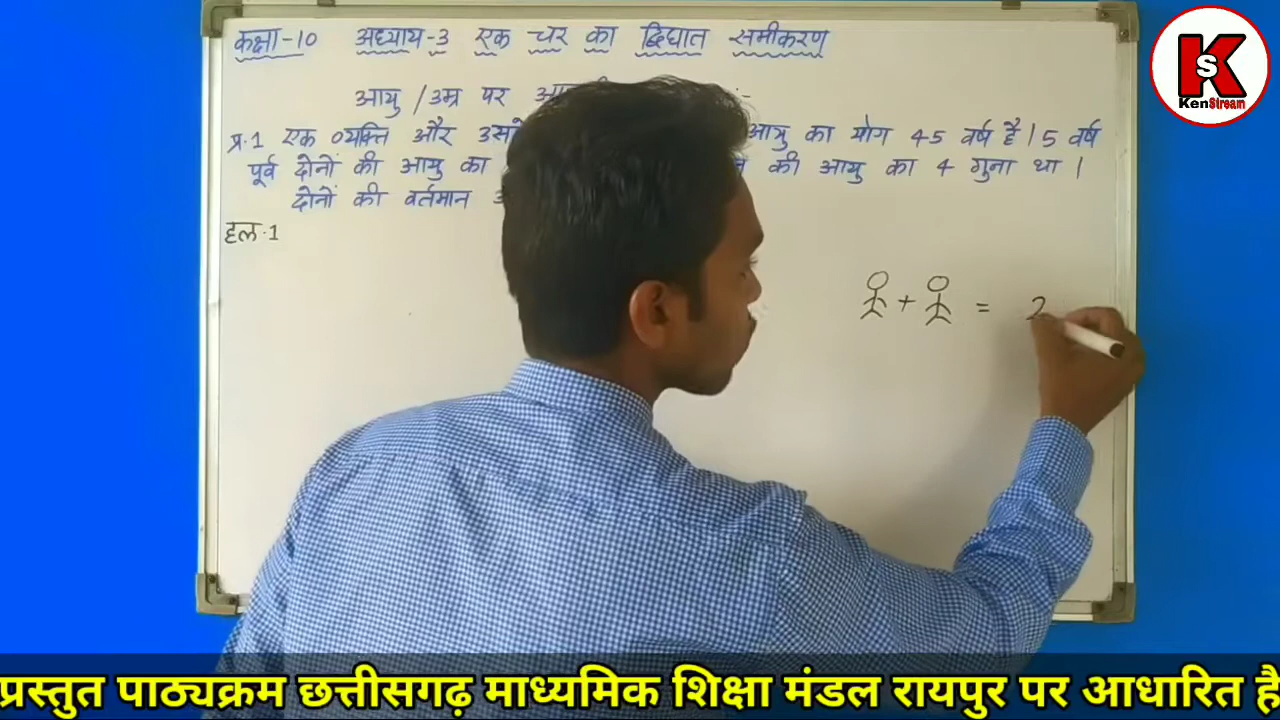 कक्षा-10 अध्याय-3 एक चर का द्विघात समीकरण
आयु / उम्र पर
प्र.1 एक व्यक्ति और उसके आयु का योग 45 वर्ष है। 5 वर्ष
पूर्व दोनों की आयु का की आयु का 4 गुना था।
दोनों की वर्तमान
हल.1
+ = 2
K
S
KenStream
प्रस्तुत पाठ्यक्रम छत्तीसगढ़ माध्यमिक शिक्षा मंडल रायपुर पर आधारित है